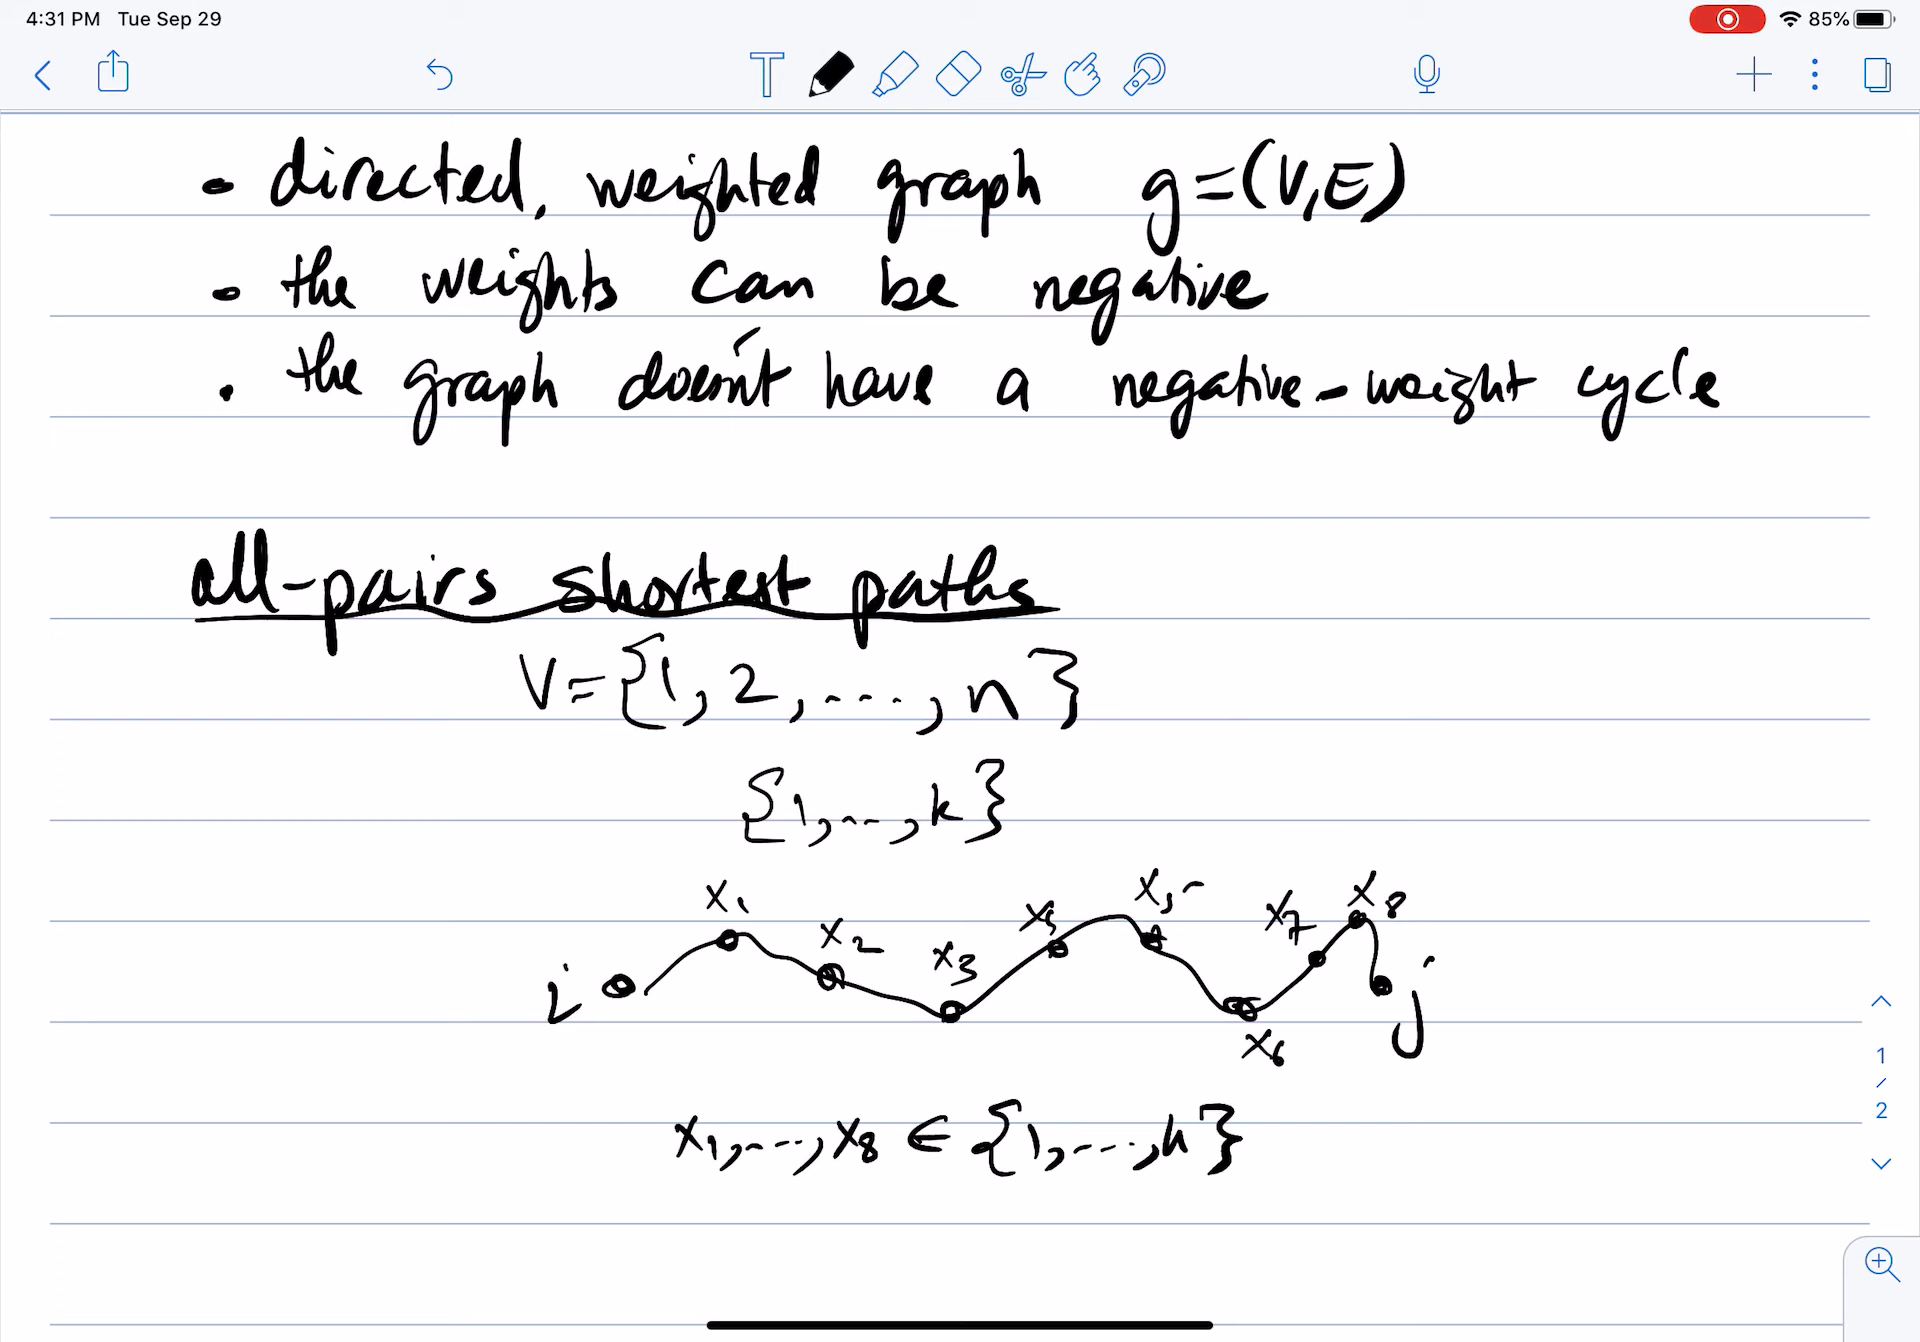 4:31 PM Tue Sep 29 85%
• directed, weighted graph g=(V,E)
• the weights can be negative
• the graph doesn't have a negative-weight cycle
all-pairs shortest paths
V={1,2,....,n}
{1,...,k}
x1 x2 x3 x5 x5 x7 x8
i j
x6
x1,...,x8 ∈ {1,...,k}
1
/
2